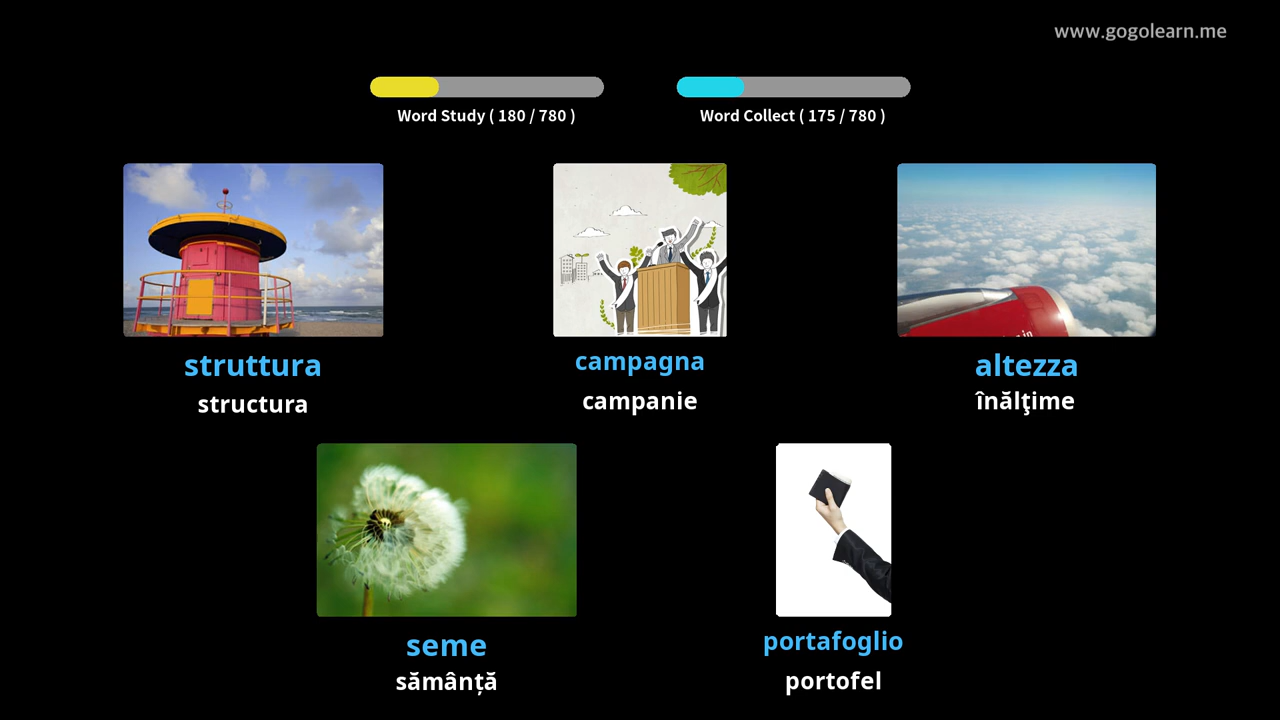 www.gogolearn.me
Word Study ( 180 / 780 )
Word Collect ( 175 / 780 )
struttura
structura
campagna
campanie
altezza
înălţime
seme
sămânță
portafoglio
portofel